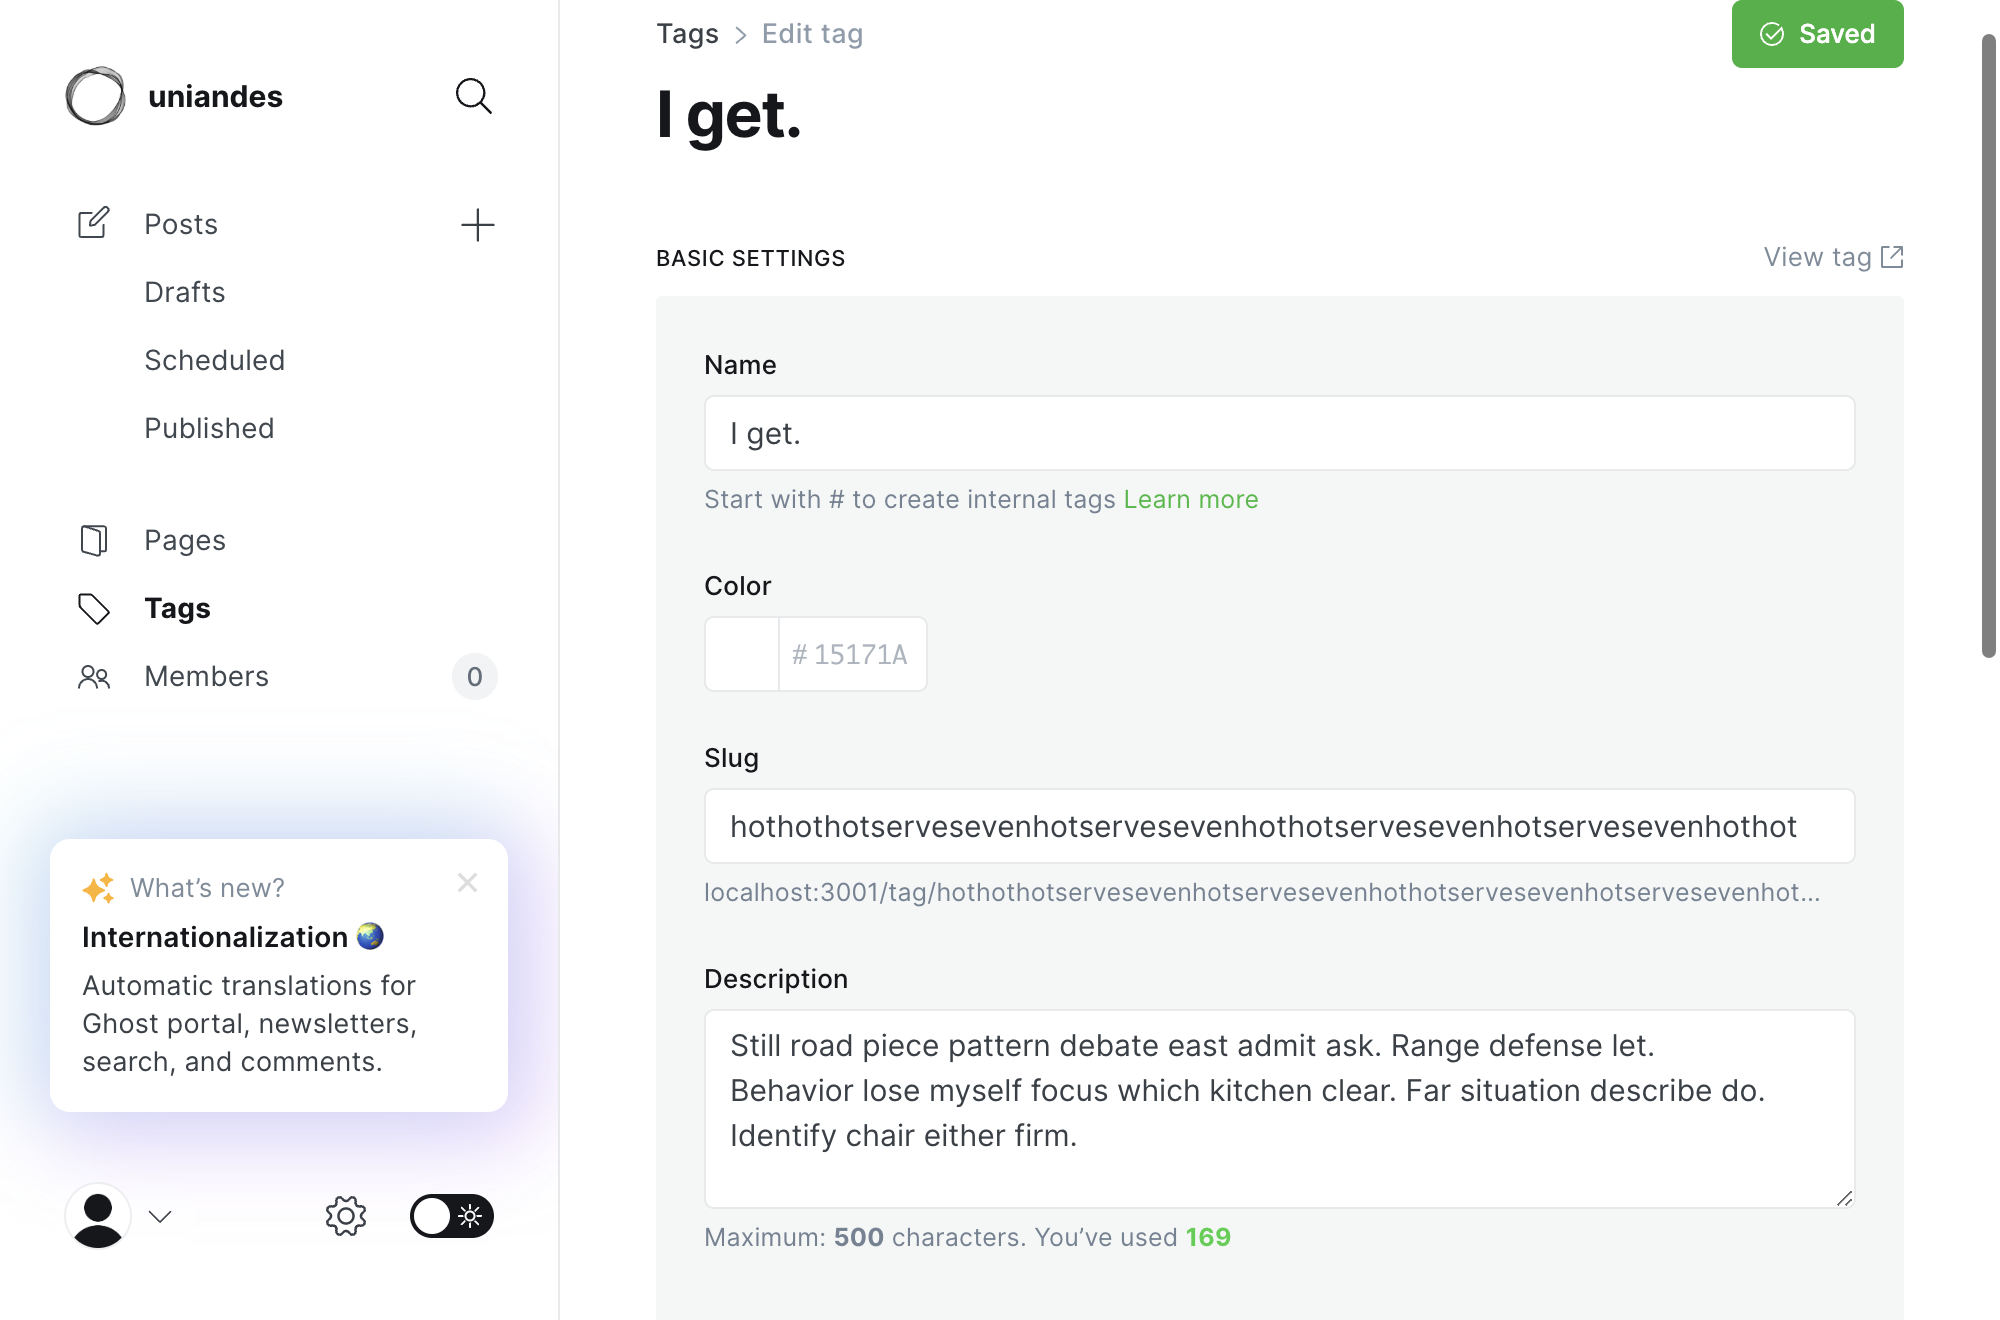 uniandes
Posts
Drafts
Scheduled
Published
Pages
Tags
Members
0
What's new?
Internationalization
Automatic translations for
Ghost portal, newsletters,
search, and comments.
Tags > Edit tag
Saved
I get.
BASIC SETTINGS
View tag
Name
I get.
Start with # to create internal tags Learn more
Color
# 15171A
Slug
hothothotservesevenhotservesevenhothotservesevenhotservesevenhothot
localhost:3001/tag/hothothotservesevenhotservesevenhothotservesevenhotservesevenhot...
Description
Still road piece pattern debate east admit ask. Range defense let.
Behavior lose myself focus which kitchen clear. Far situation describe do.
Identify chair either firm.
Maximum: 500 characters. You've used 169